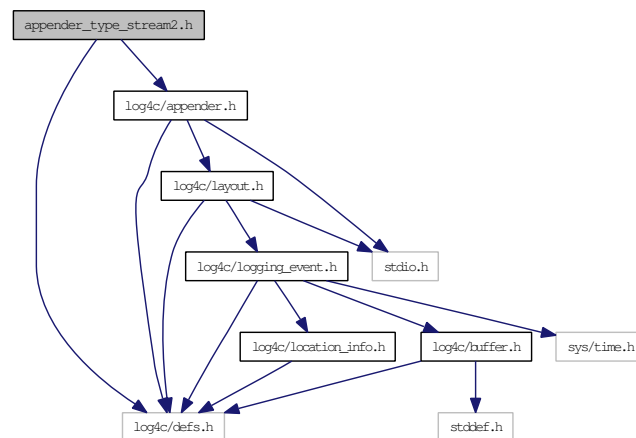 appender_type_stream2.h
log4c/appender.h
log4c/layout.h
log4c/logging_event.h
stdio.h
log4c/location_info.h
log4c/buffer.h
sys/time.h
log4c/defs.h
stddef.h